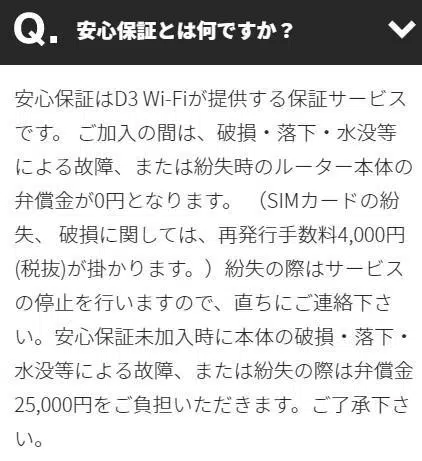 Q. 安心保証とは何ですか？
安心保証はD3 Wi-Fiが提供する保証サービス
です。 ご加入の間は、破損・落下・水没等
による故障、または紛失時のルーター本体の
弁償金が0円となります。 （SIMカードの紛
失、 破損に関しては、再発行手数料4,000円
(税抜)が掛かります。）紛失の際はサービス
の停止を行いますので、直ちにご連絡下さ
い。安心保証未加入時に本体の破損・落下・
水没等による故障、または紛失の際は弁償金
25,000円をご負担いただきます。ご了承下さ
い。